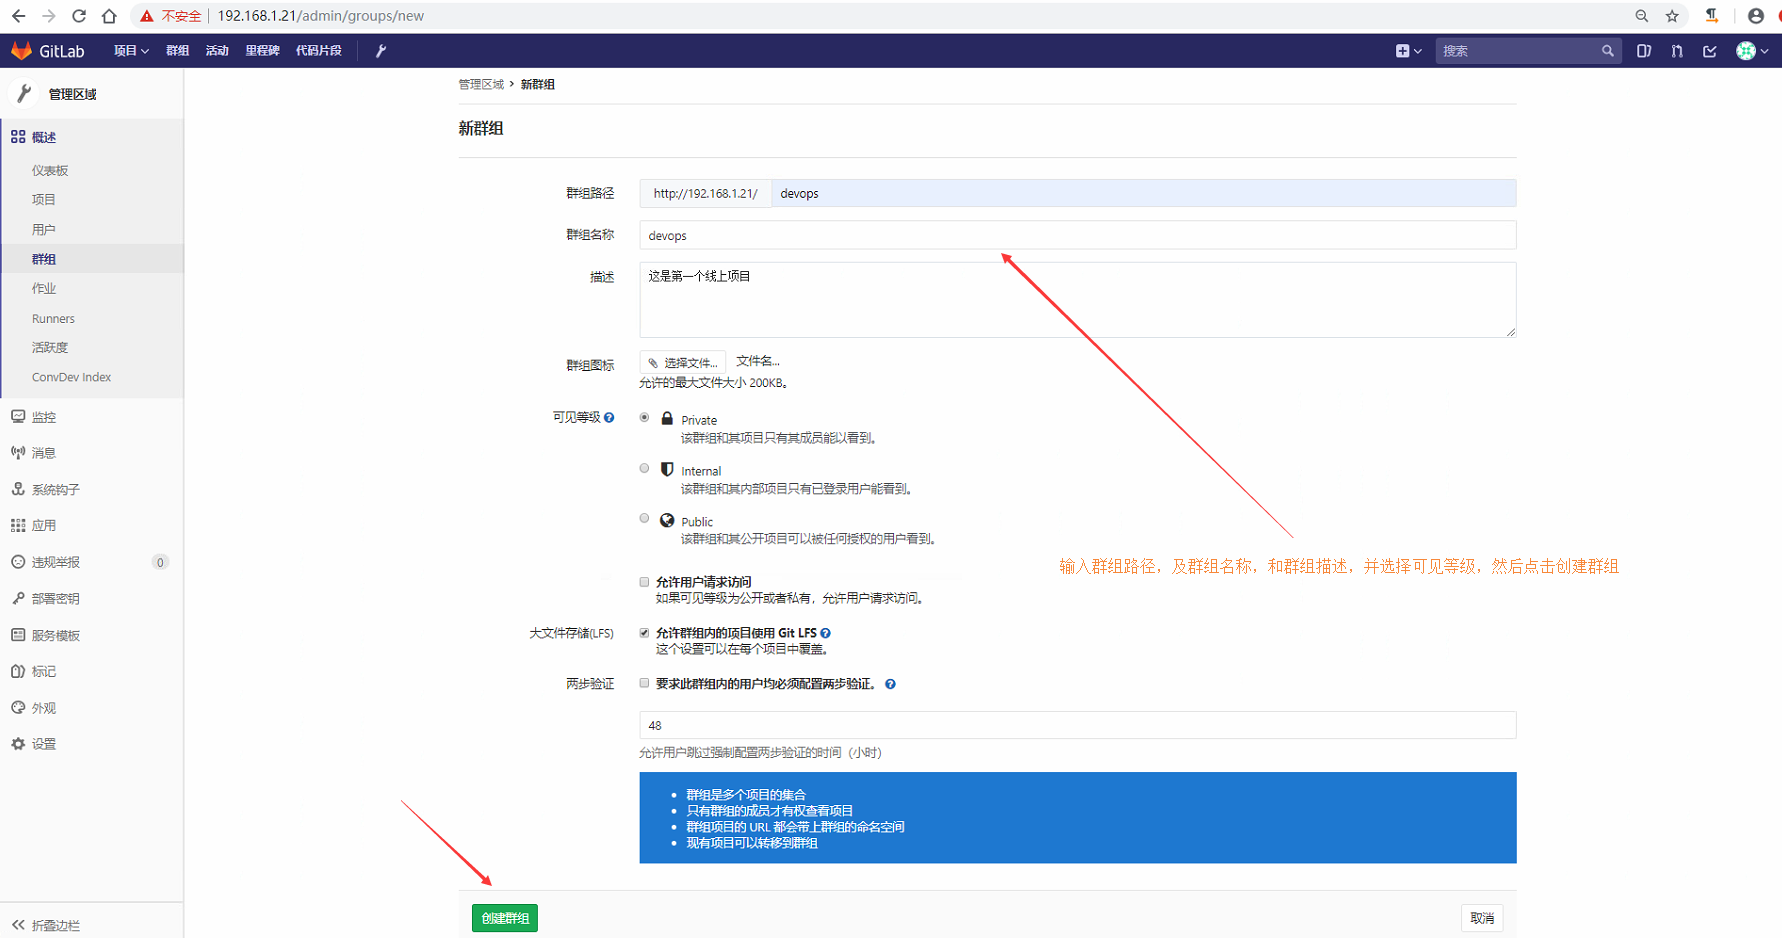 不安全 192.168.1.21/admin/groups/new
GitLab 项目 群组 活动 里程碑 代码片段 搜索
管理区域
概述
仪表板
项目
用户
群组
作业
Runners
活跃度
ConvDev Index
监控
消息
系统钩子
应用
违规举报 0
部署密钥
服务模板
标记
外观
设置
折叠边栏
管理区域 › 新群组
新群组
群组路径 http://192.168.1.21/ devops
群组名称 devops
描述 这是第一个线上项目
群组图标 选择文件... 文件名...
允许的最大文件大小 200KB。
可见等级 Private
该群组和其项目只有其成员能以看到。
Internal
该群组和其内部项目只有已登录用户能看到。
Public
该群组和其公开项目可以被任何授权的用户看到。
输入群组路径，及群组名称，和群组描述，并选择可见等级，然后点击创建群组
允许用户请求访问
如果可见等级为公开或者私有，允许用户请求访问。
大文件存储(LFS) 允许群组内的项目使用 Git LFS
这个设置可以在每个项目中覆盖。
两步验证 要求此群组内的用户均必须配置两步验证。
48
允许用户跳过强制配置两步验证的时间（小时）
• 群组是多个项目的集合
• 只有群组的成员才有权查看项目
• 群组项目的 URL 都会带上群组的命名空间
• 现有项目可以转移到群组
创建群组 取消